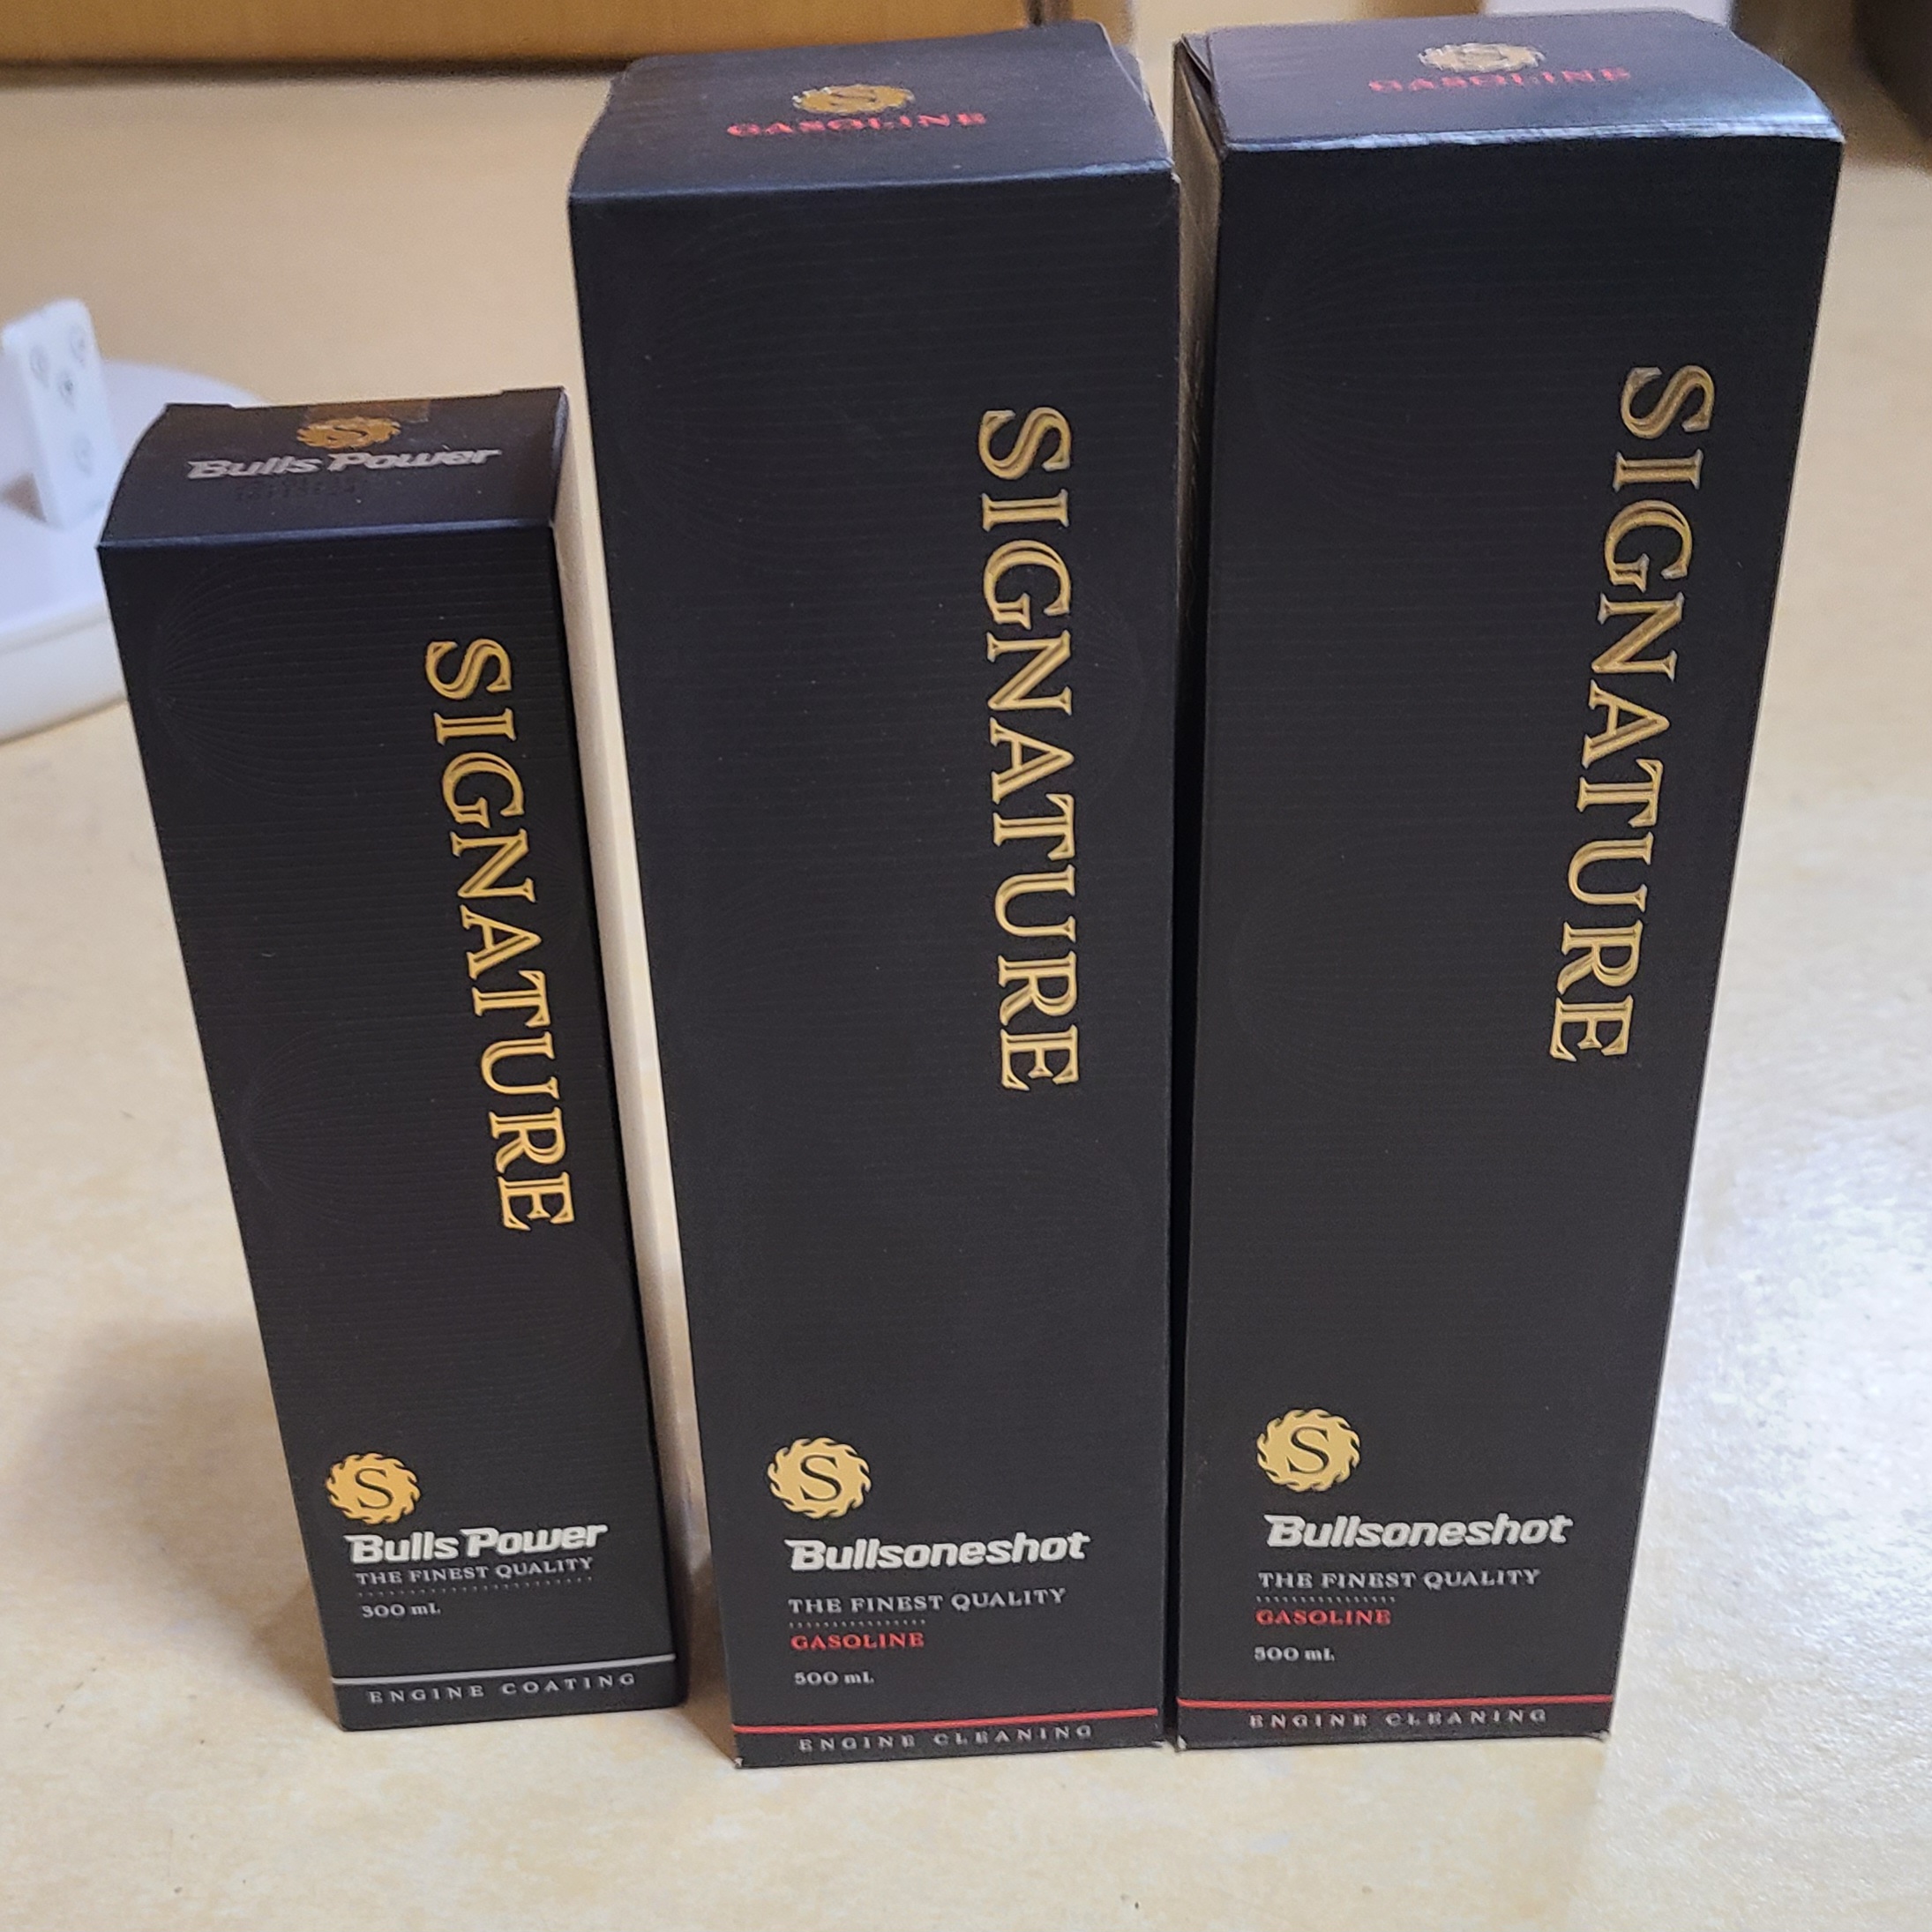 Bulls Power
SIGNATURE
S
Bulls Power
THE FINEST QUALITY
300 mL
ENGINE COATING
S
GASOLINE
SIGNATURE
S
Bullsoneshot
THE FINEST QUALITY
GASOLINE
500 mL
ENGINE CLEANING
S
GASOLINE
SIGNATURE
S
Bullsoneshot
THE FINEST QUALITY
GASOLINE
500 mL
ENGINE CLEANING